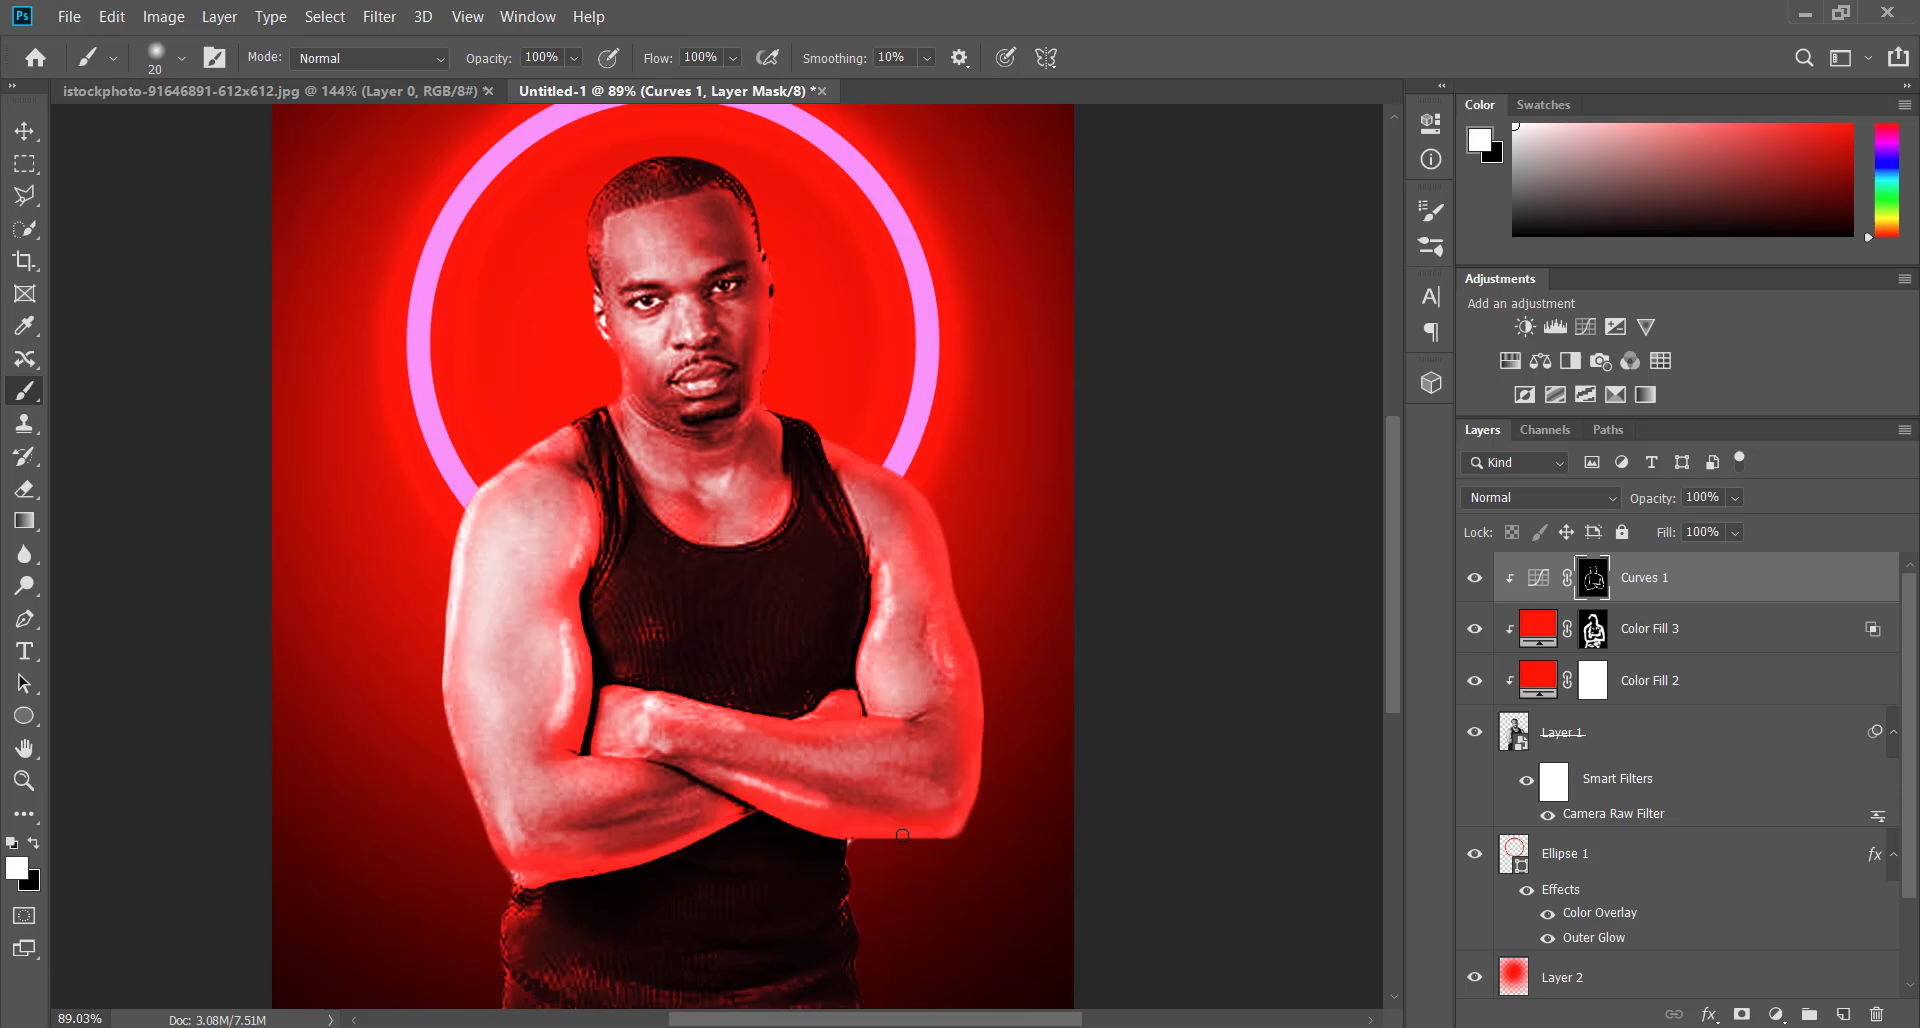 Ps File Edit Image Layer Type Select Filter 3D View Window Help
20 Mode: Normal Opacity: 100% Flow: 100% Smoothing: 10%
istockphoto-91646891-612x612.jpg @ 144% (Layer 0, RGB/8#) * Untitled-1 @ 89% (Curves 1, Layer Mask/8) *
Color Swatches
Adjustments
Add an adjustment
Layers Channels Paths
Kind
Normal Opacity: 100%
Lock: Fill: 100%
Curves 1
Color Fill 3
Color Fill 2
Layer 1
Smart Filters
Camera Raw Filter
Ellipse 1 fx
Effects
Color Overlay
Outer Glow
Layer 2
fx
89.03% Doc: 3.08M/7.51M